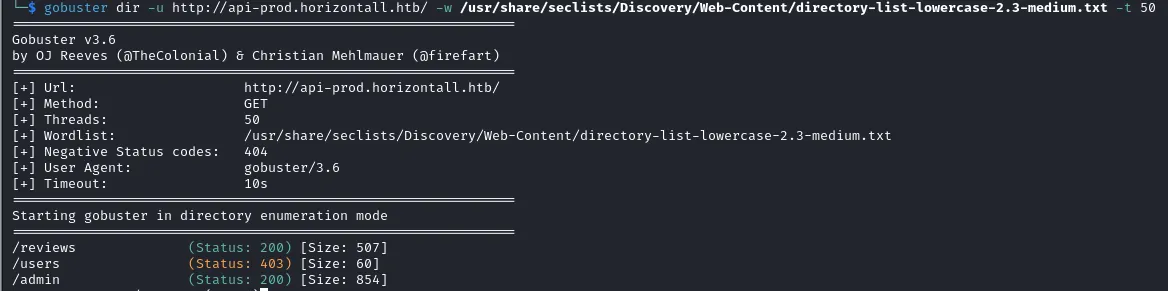 └─$ gobuster dir -u http://api-prod.horizontall.htb/ -w /usr/share/seclists/Discovery/Web-Content/directory-list-lowercase-2.3-medium.txt -t 50
===============================================================
Gobuster v3.6
by OJ Reeves (@TheColonial) & Christian Mehlmauer (@firefart)
===============================================================
[+] Url:                     http://api-prod.horizontall.htb/
[+] Method:                  GET
[+] Threads:                 50
[+] Wordlist:                /usr/share/seclists/Discovery/Web-Content/directory-list-lowercase-2.3-medium.txt
[+] Negative Status codes:   404
[+] User Agent:              gobuster/3.6
[+] Timeout:                 10s
===============================================================
Starting gobuster in directory enumeration mode
===============================================================
/reviews              (Status: 200) [Size: 507]
/users                (Status: 403) [Size: 60]
/admin                (Status: 200) [Size: 854]